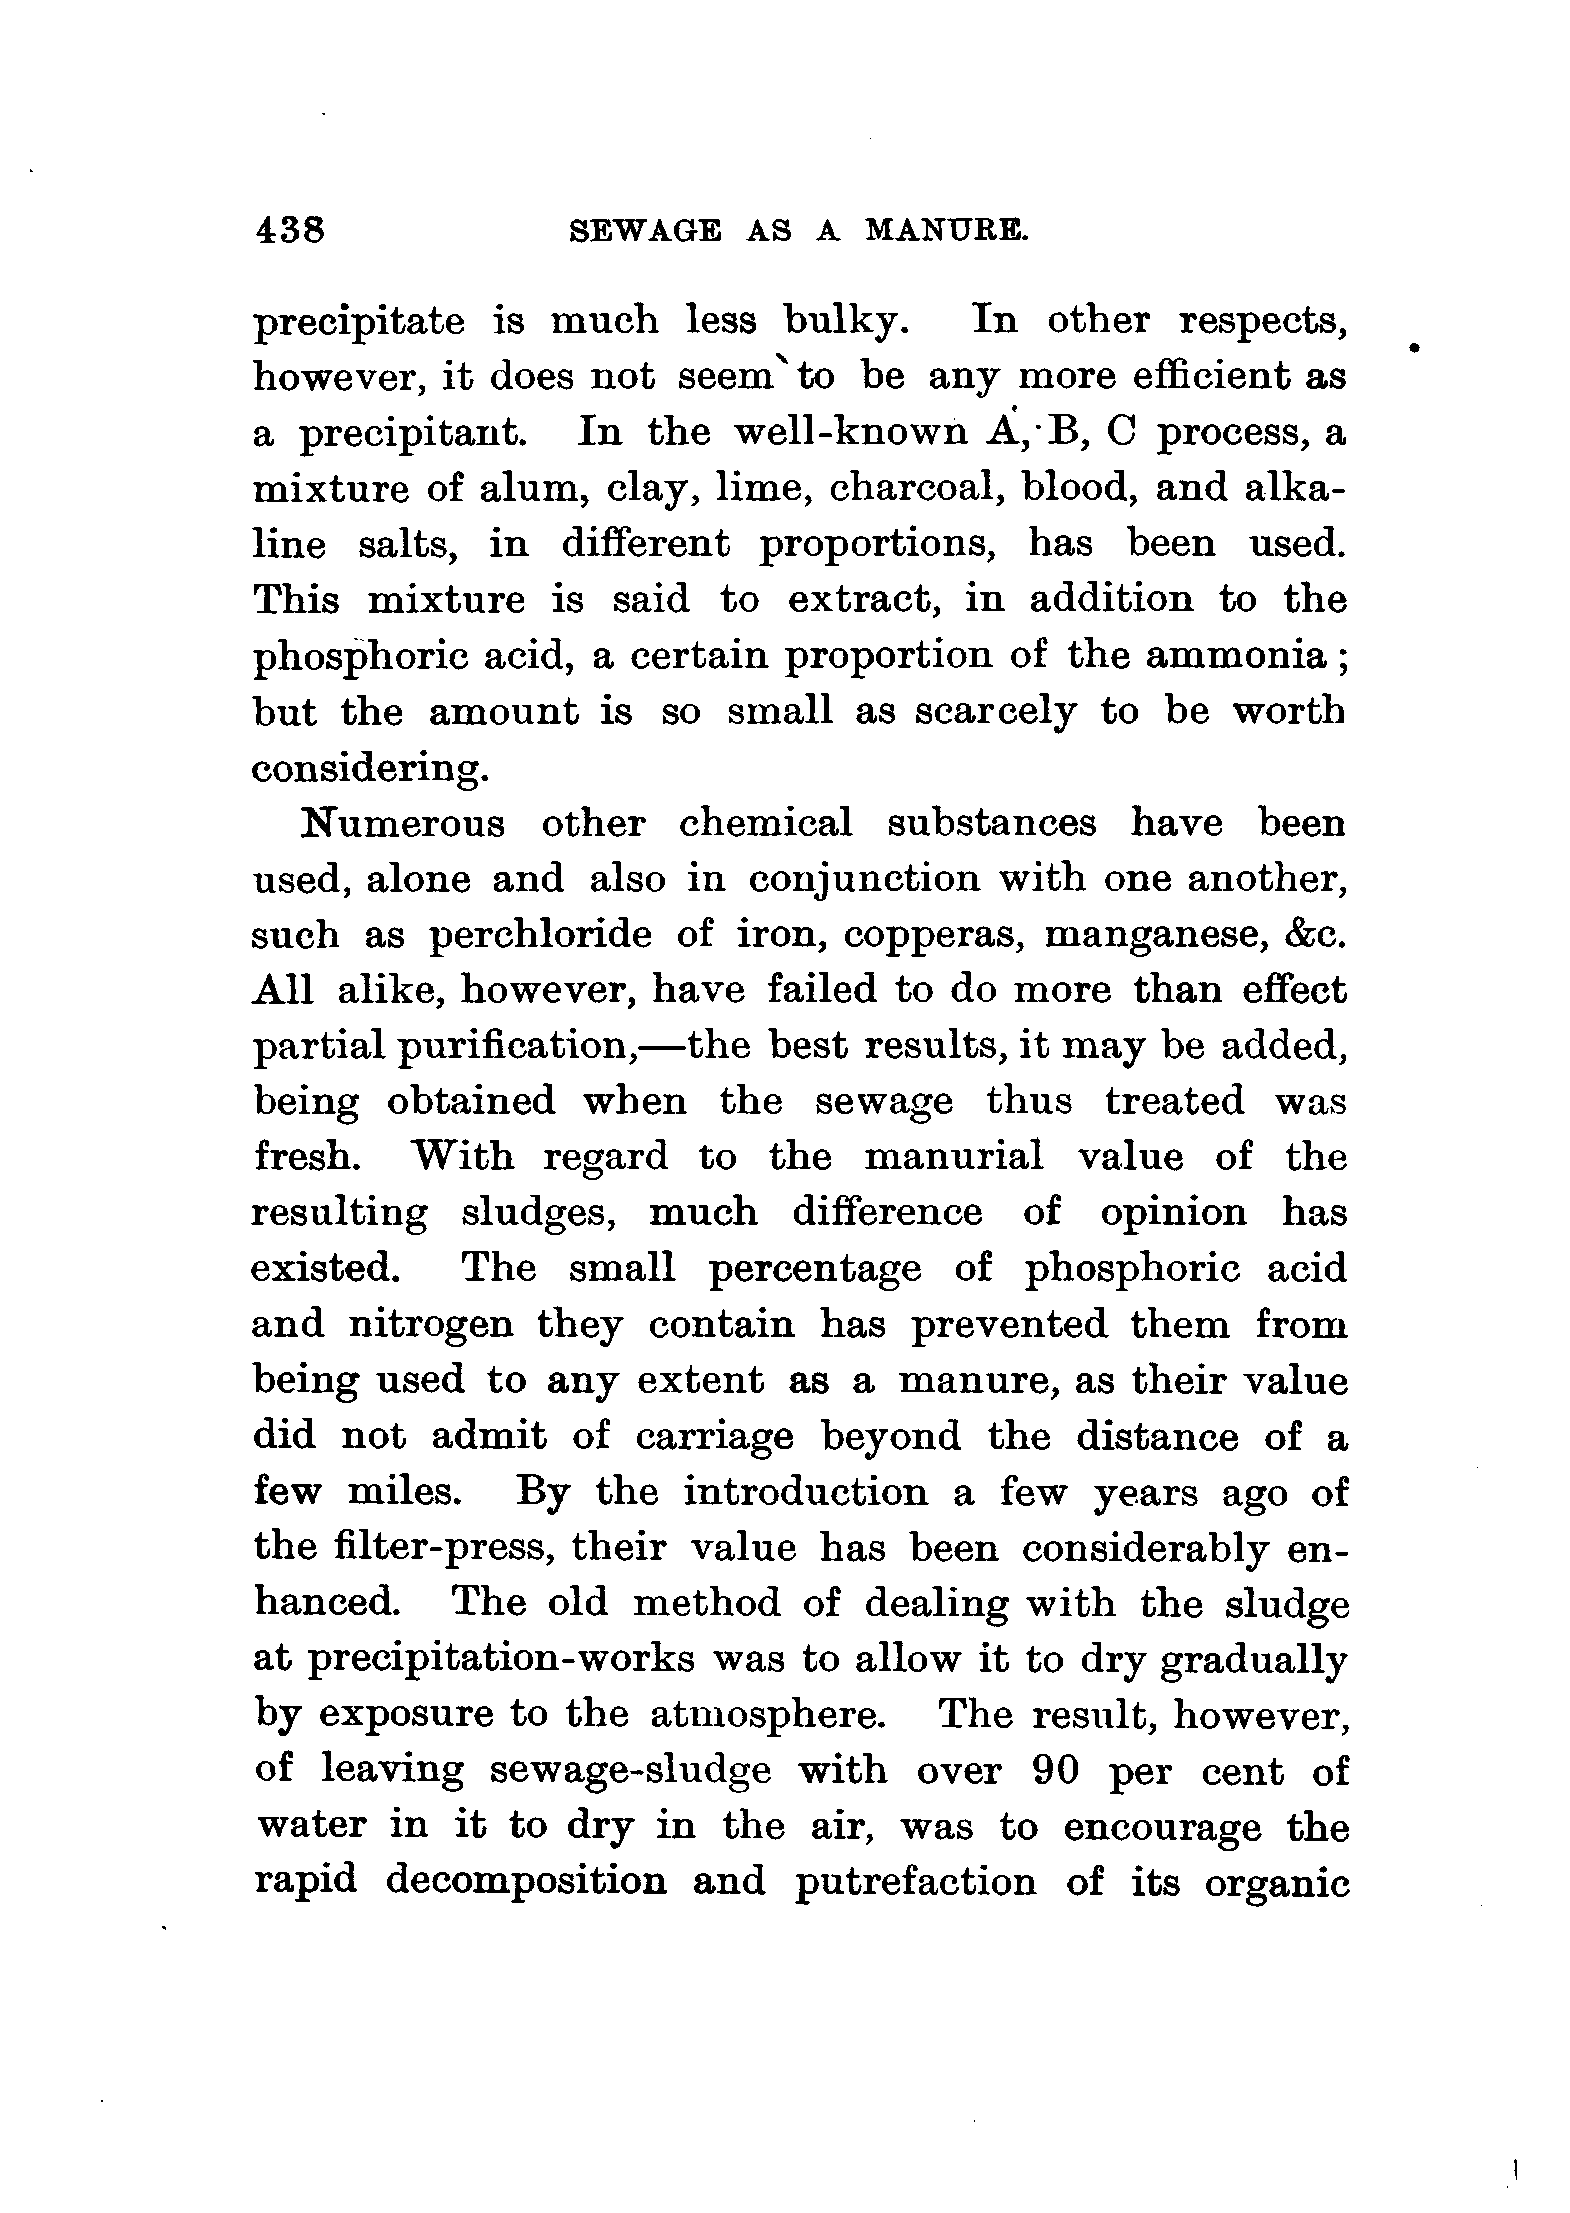 438 SEWAGE AS A MANURE.
precipitate is much less bulky. In other respects,
however, it does not seem to be any more efficient as
a precipitant. In the well-known A, B, C process, a
mixture of alum, clay, lime, charcoal, blood, and alka-
line salts, in different proportions, has been used.
This mixture is said to extract, in addition to the
phosphoric acid, a certain proportion of the ammonia;
but the amount is so small as scarcely to be worth
considering.
Numerous other chemical substances have been
used, alone and also in conjunction with one another,
such as perchloride of iron, copperas, manganese, &c.
All alike, however, have failed to do more than effect
partial purification,—the best results, it may be added,
being obtained when the sewage thus treated was
fresh. With regard to the manurial value of the
resulting sludges, much difference of opinion has
existed. The small percentage of phosphoric acid
and nitrogen they contain has prevented them from
being used to any extent as a manure, as their value
did not admit of carriage beyond the distance of a
few miles. By the introduction a few years ago of
the filter-press, their value has been considerably en-
hanced. The old method of dealing with the sludge
at precipitation-works was to allow it to dry gradually
by exposure to the atmosphere. The result, however,
of leaving sewage-sludge with over 90 per cent of
water in it to dry in the air, was to encourage the
rapid decomposition and putrefaction of its organic